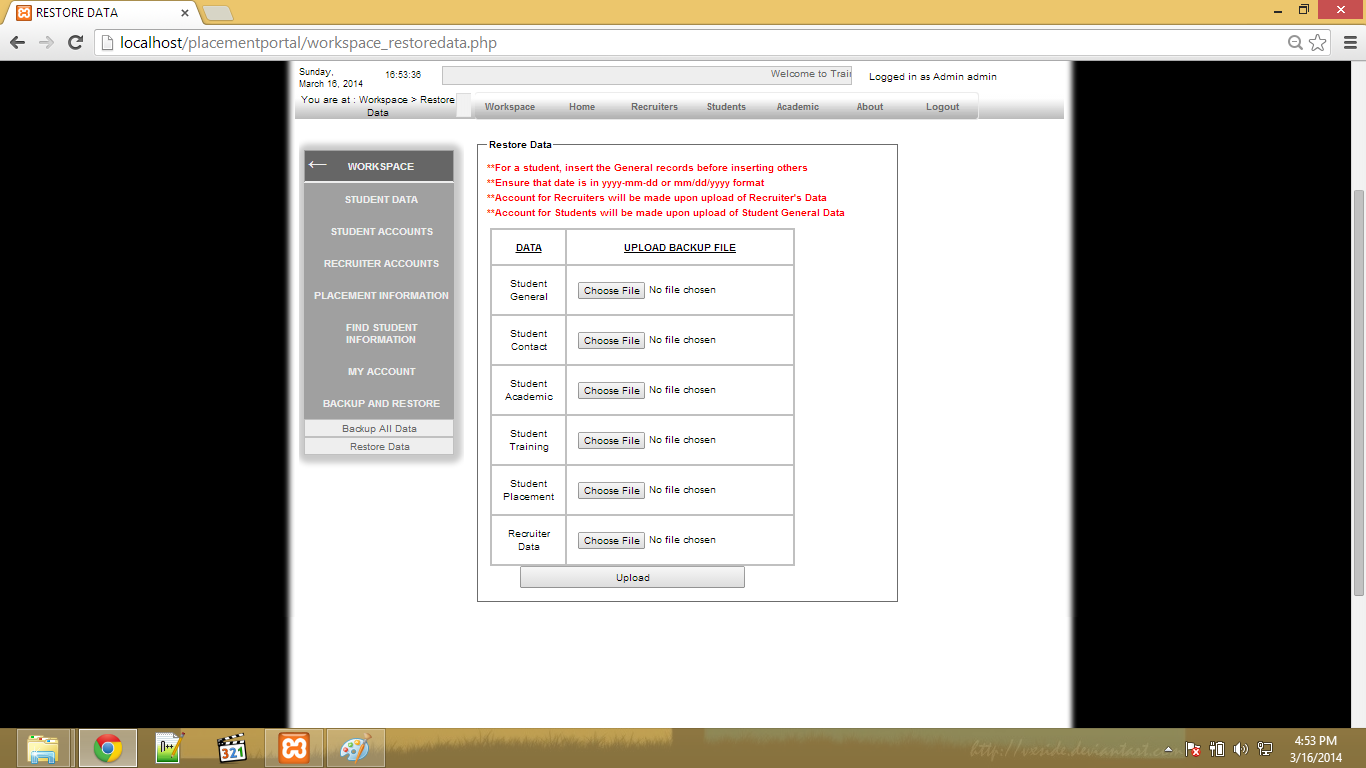 RESTORE DATA
localhost/placementportal/workspace_restoredata.php
Sunday,
March 16, 2014
16:53:36
Welcome to Trai
Logged in as Admin admin
You are at : Workspace > Restore
Data
Workspace Home Recruiters Students Academic About Logout
WORKSPACE
STUDENT DATA
STUDENT ACCOUNTS
RECRUITER ACCOUNTS
PLACEMENT INFORMATION
FIND STUDENT
INFORMATION
MY ACCOUNT
BACKUP AND RESTORE
Backup All Data
Restore Data
Restore Data
**For a student, insert the General records before inserting others
**Ensure that date is in yyyy-mm-dd or mm/dd/yyyy format
**Account for Recruiters will be made upon upload of Recruiter's Data
**Account for Students will be made upon upload of Student General Data
DATA UPLOAD BACKUP FILE
Student
General
Choose File No file chosen
Student
Contact
Choose File No file chosen
Student
Academic
Choose File No file chosen
Student
Training
Choose File No file chosen
Student
Placement
Choose File No file chosen
Recruiter
Data
Choose File No file chosen
Upload
321
http://vcside.deviantart.com
4:53 PM
3/16/2014